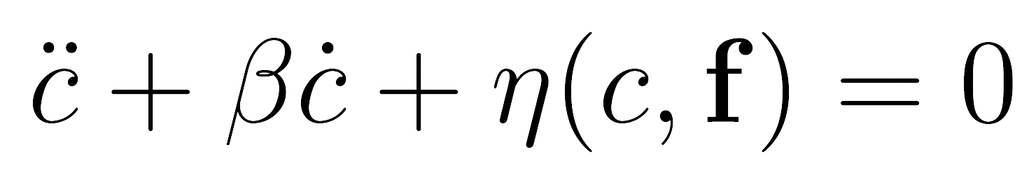 c̈ + βċ + η(c, 𝐟) = 0